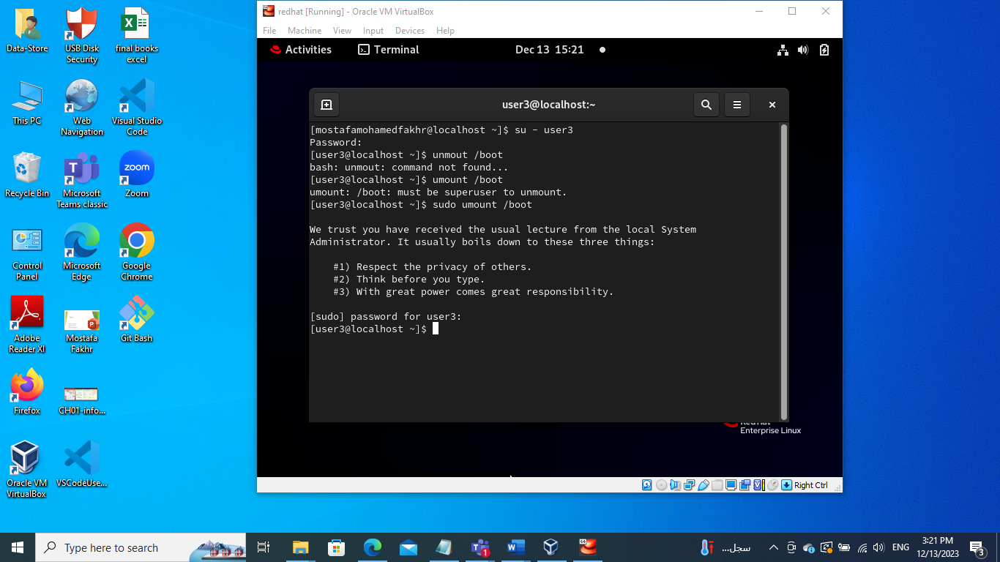 Data-Store
USB Disk
Security
final books
excel
This PC
Web
Navigation
Visual Studio
Code
Recycle Bin
Microsoft
Teams classic
zoom
Zoom
Control
Panel
Microsoft
Edge
Google
Chrome
Adobe
Reader XI
Mostafa
Fakhr
Git Bash
Firefox
CH01-info...
Oracle VM
VirtualBox
VSCodeUse...
redhat [Running] - Oracle VM VirtualBox
File Machine View Input Devices Help
Activities Terminal Dec 13 15:21
user3@localhost:~
[mostafamohamedfakhr@localhost ~]$ su - user3
Password:
[user3@localhost ~]$ unmout /boot
bash: unmout: command not found...
[user3@localhost ~]$ umount /boot
umount: /boot: must be superuser to unmount.
[user3@localhost ~]$ sudo umount /boot
We trust you have received the usual lecture from the local System
Administrator. It usually boils down to these three things:
#1) Respect the privacy of others.
#2) Think before you type.
#3) With great power comes great responsibility.
[sudo] password for user3:
[user3@localhost ~]$
Red Hat
Enterprise Linux
Right Ctrl
Type here to search
1
سجل...
ENG
3:21 PM
12/13/2023
3